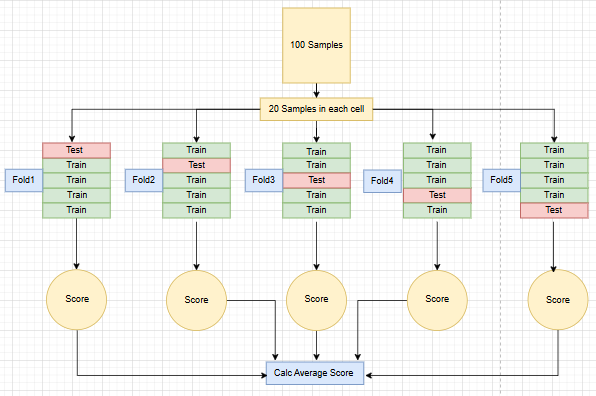 100 Samples
20 Samples in each cell
Fold1
Test
Train
Train
Train
Train
Fold2
Train
Test
Train
Train
Train
Fold3
Train
Train
Test
Train
Train
Fold4
Train
Train
Train
Test
Train
Fold5
Train
Train
Train
Train
Test
Score
Score
Score
Score
Score
Calc Average Score